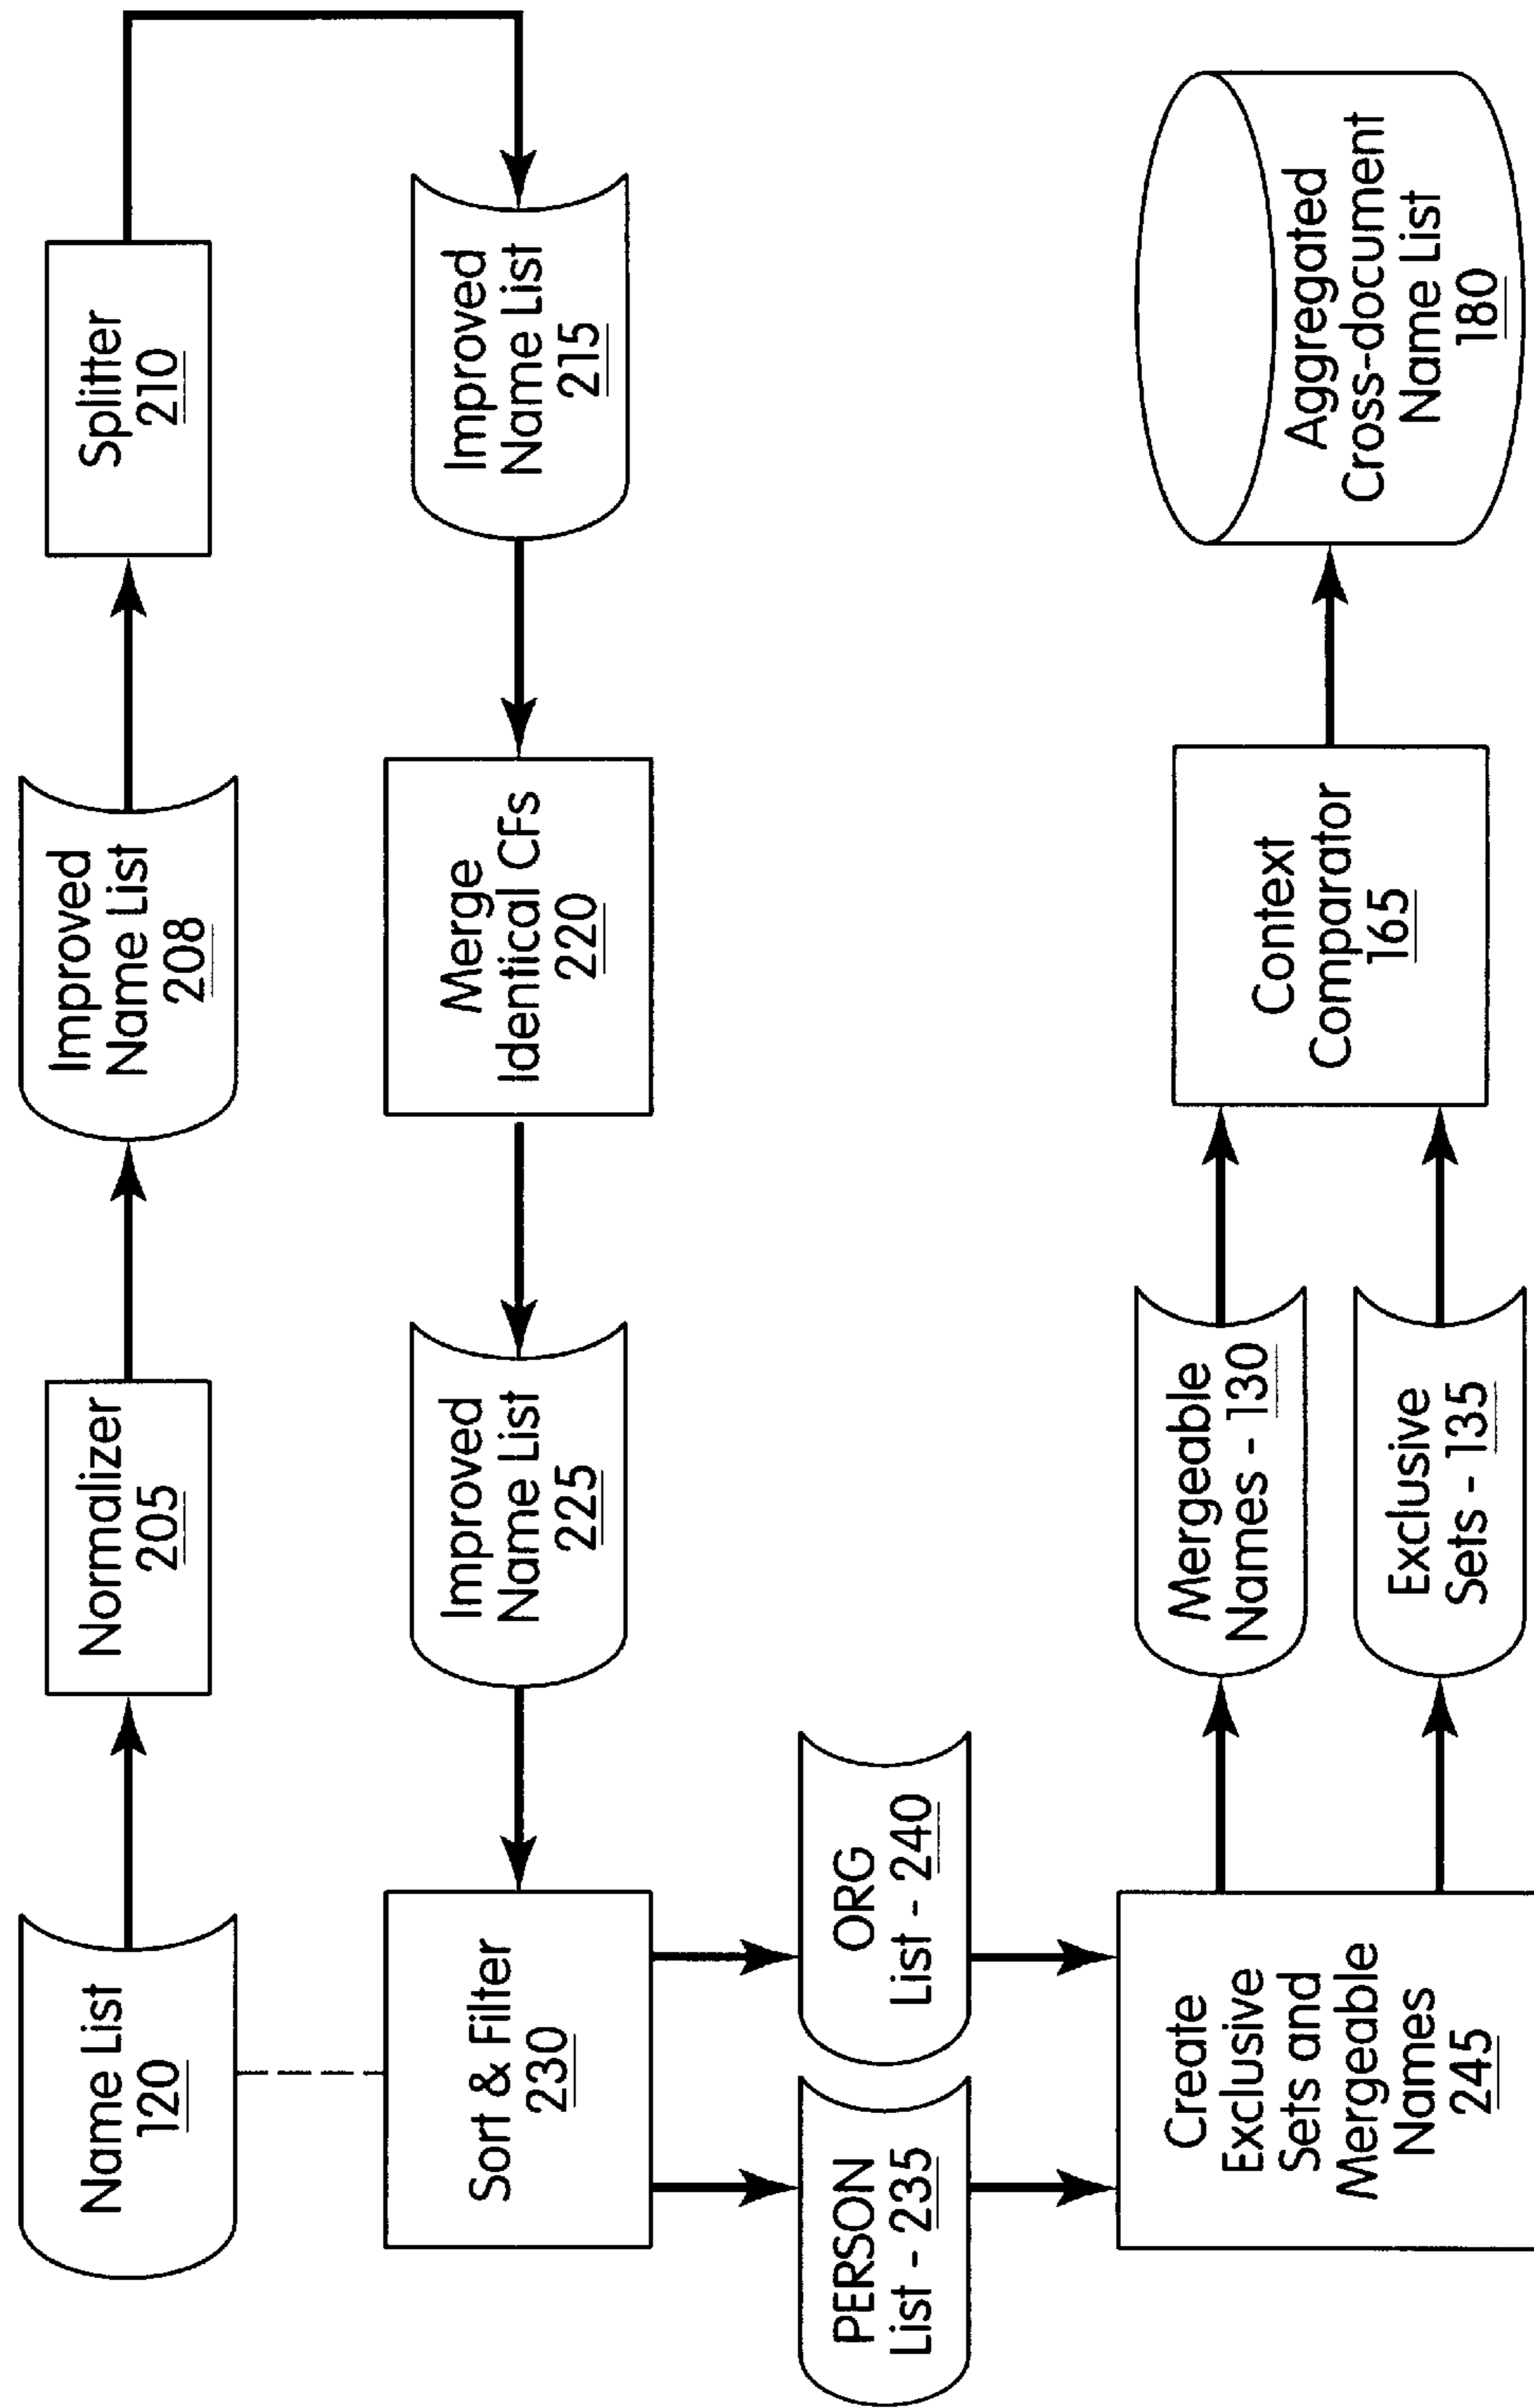 Name List
120
Normalizer
205
Improved
Name List
208
Splitter
210
Sort & Filter
230
Improved
Name List
225
Merge
Identical CFs
220
Improved
Name List
215
PERSON
List - 235
ORG
List - 240
Create
Exclusive
Sets and
Mergeable
Names
245
Mergeable
Names - 130
Exclusive
Sets - 135
Context
Comparator
165
Aggregated
Cross-document
Name List
180